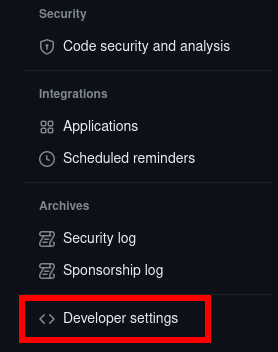 Security
Code security and analysis
Integrations
Applications
Scheduled reminders
Archives
Security log
Sponsorship log
Developer settings